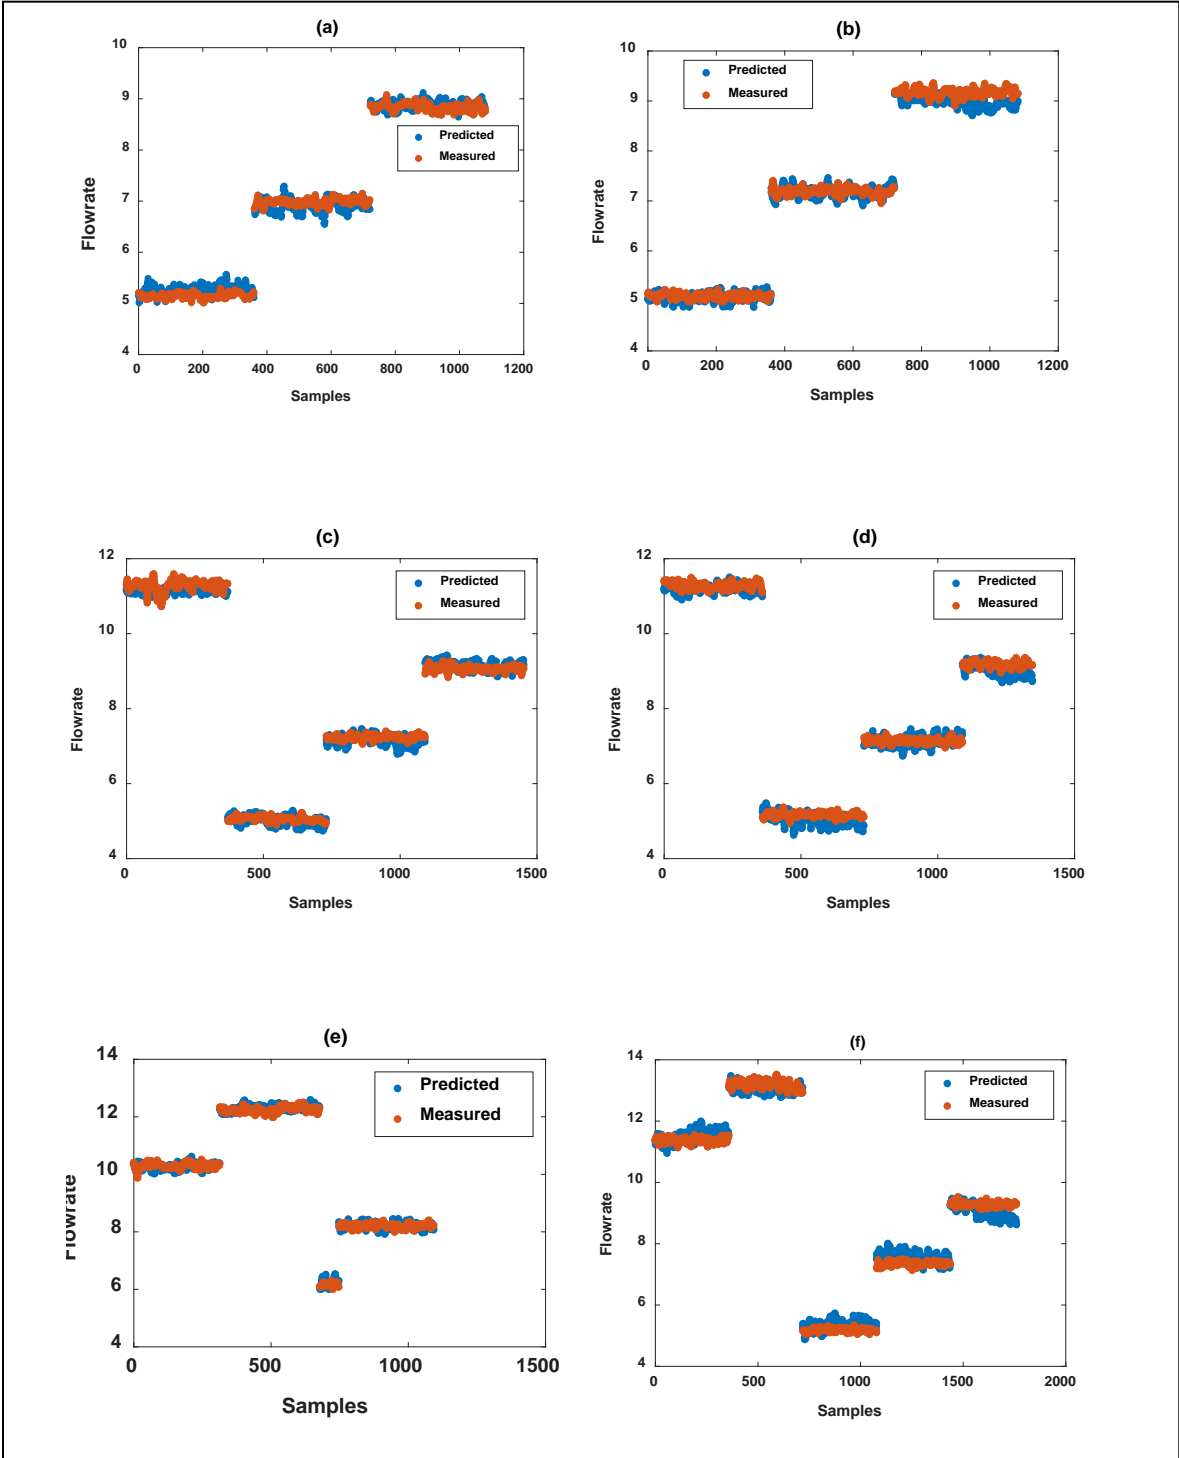 (a)
10
9
8
7
6
5
4
Flowrate
Predicted
Measured
0 200 400 600 800 1000 1200
Samples
(b)
10
9
8
7
6
5
4
Flowrate
Predicted
Measured
0 200 400 600 800 1000 1200
Samples
(c)
12
10
8
6
4
Flowrate
Predicted
Measured
0 500 1000 1500
Samples
(d)
12
10
8
6
4
Flowrate
Predicted
Measured
0 500 1000 1500
Samples
(e)
14
12
10
8
6
4
Flowrate
Predicted
Measured
0 500 1000 1500
Samples
(f)
14
12
10
8
6
4
Flowrate
Predicted
Measured
0 500 1000 1500 2000
Samples